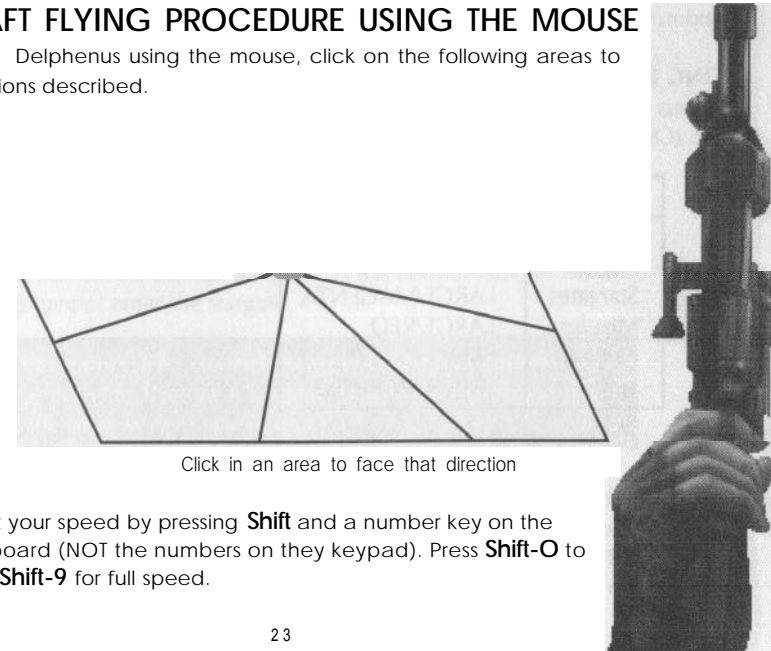 AFT FLYING PROCEDURE USING THE MOUSE
Delphenus using the mouse, click on the following areas to
ions described.
Click in an area to face that direction
your speed by pressing Shift and a number key on the
board (NOT the numbers on they keypad). Press Shift-O to
Shift-9 for full speed.
23